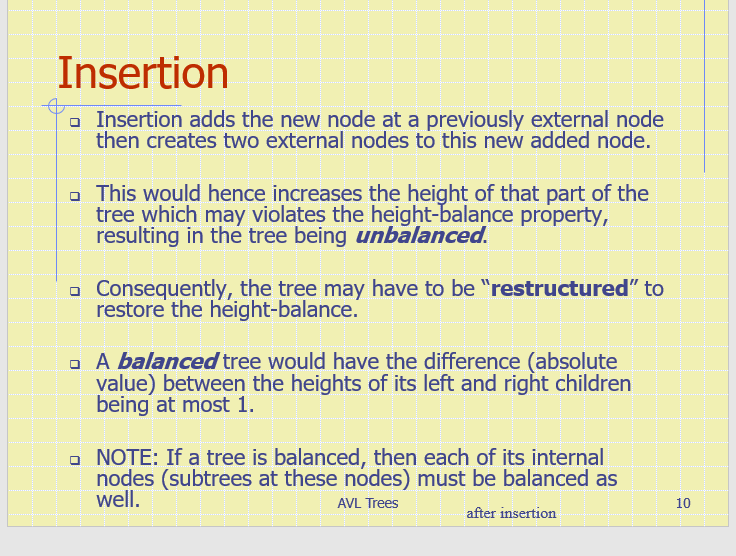 Insertion
❑ Insertion adds the new node at a previously external node
then creates two external nodes to this new added node.
❑ This would hence increases the height of that part of the
tree which may violates the height-balance property,
resulting in the tree being unbalanced.
❑ Consequently, the tree may have to be “restructured” to
restore the height-balance.
❑ A balanced tree would have the difference (absolute
value) between the heights of its left and right children
being at most 1.
❑ NOTE: If a tree is balanced, then each of its internal
nodes (subtrees at these nodes) must be balanced as
well.
AVL Trees
after insertion
10